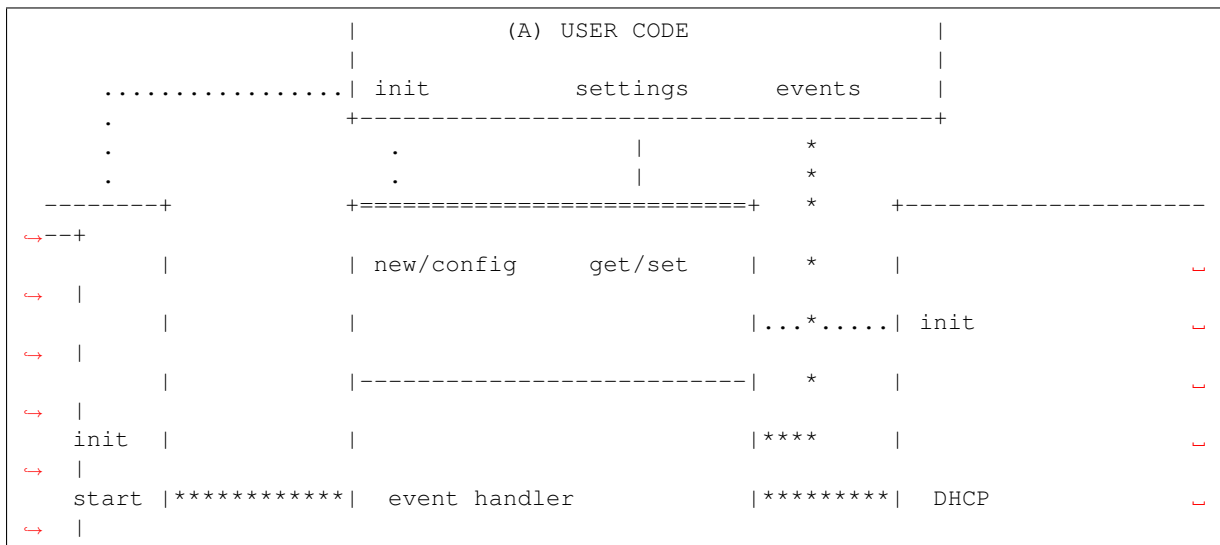 (A) USER CODE
init settings events
new/config get/set
init
init
start event handler DHCP